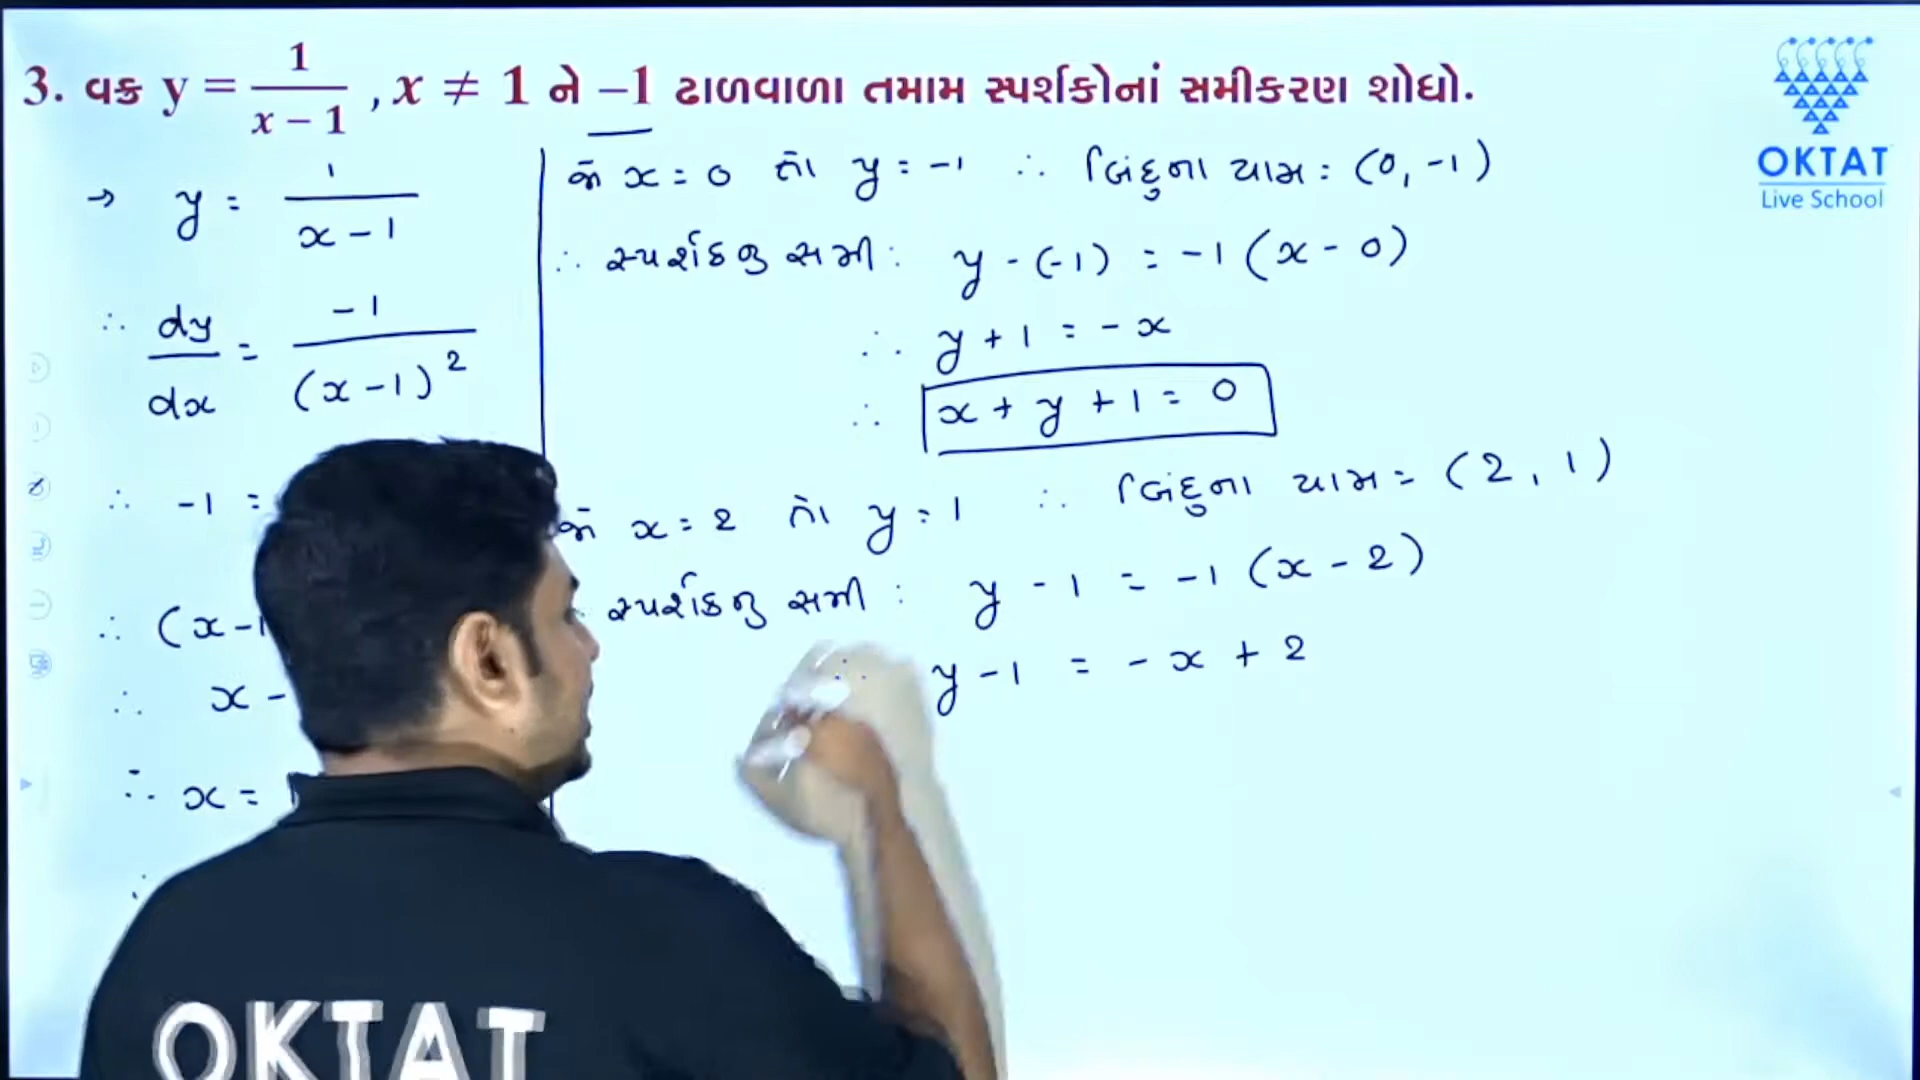 3. વક્ર y = 1/(x – 1) , x ≠ 1 ને –1 ઢાળવાળા તમામ સ્પર્શકોનાં સમીકરણ શોધો.
OKTAT
Live School
→ y = 1/(x – 1)
∴ dy/dx = –1/(x – 1)²
∴ –1 =
∴ (x – 1
∴ x –
∴ x =
∴
જો x = 0 તો y = –1 ∴ બિંદુના યામ = (0, –1)
∴ સ્પર્શકનુ સમી : y – (–1) = –1 (x – 0)
∴ y + 1 = – x
∴ x + y + 1 = 0
જો x = 2 તો y = 1 ∴ બિંદુના યામ = (2, 1)
સ્પર્શકનુ સમી : y – 1 = –1 (x – 2)
∴ y – 1 = – x + 2
OKTAT